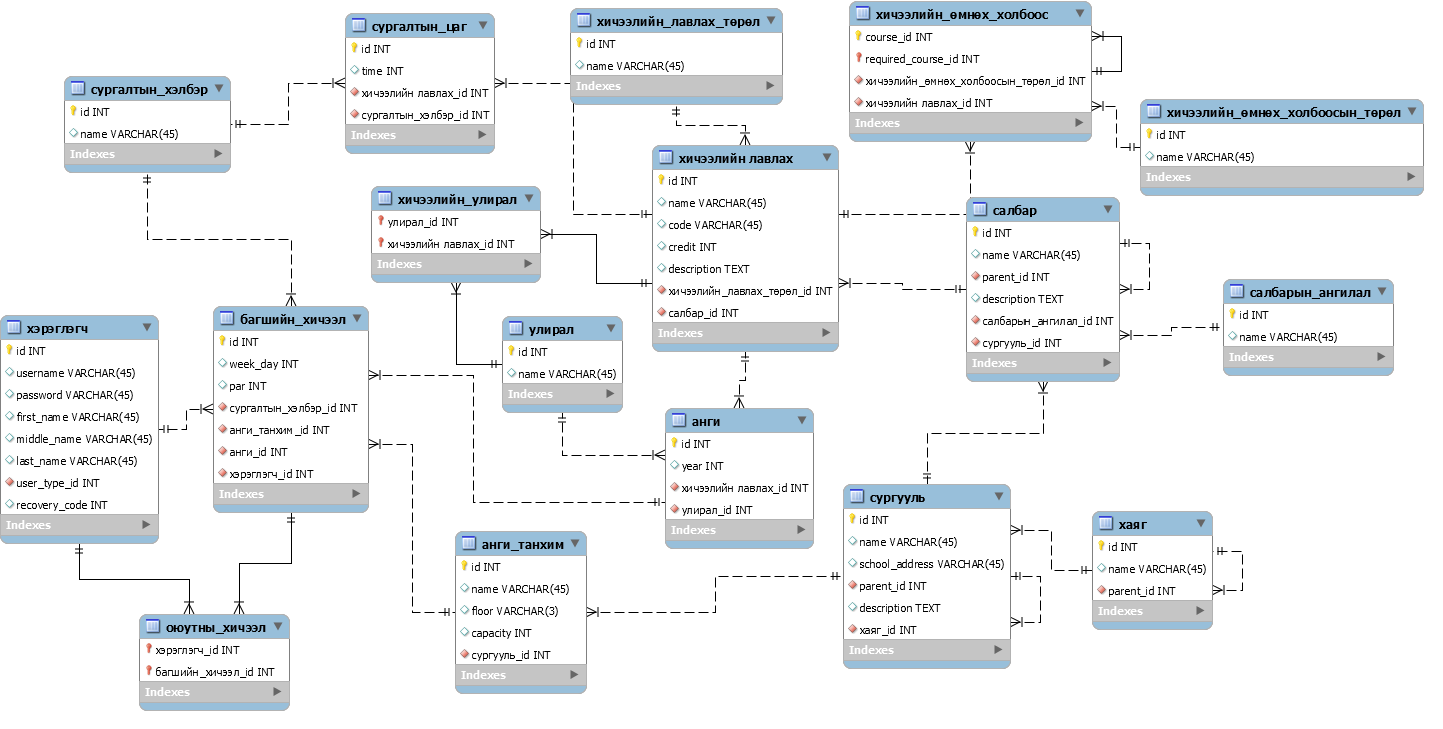 сургалтын_цаг
id INT
time INT
хичээлийн лавлах_id INT
сургалтын_хэлбэр_id INT
Indexes
хичээлийн_лавлах_төрөл
id INT
name VARCHAR(45)
Indexes
хичээлийн_өмнөх_холбоос
course_id INT
required_course_id INT
хичээлийн_өмнөх_холбоосын_төрөл_id INT
хичээлийн лавлах_id INT
Indexes
сургалтын_хэлбэр
id INT
name VARCHAR(45)
Indexes
хичээлийн_өмнөх_холбоосын_төрөл
id INT
name VARCHAR(45)
Indexes
хичээлийн лавлах
id INT
name VARCHAR(45)
code VARCHAR(45)
credit INT
description TEXT
хичээлийн_лавлах_төрөл_id INT
салбар_id INT
Indexes
хичээлийн_улирал
улирал_id INT
хичээлийн лавлах_id INT
Indexes
салбар
id INT
name VARCHAR(45)
parent_id INT
description TEXT
салбарын_ангилал_id INT
сургууль_id INT
Indexes
салбарын_ангилал
id INT
name VARCHAR(45)
Indexes
хэрэглэгч
id INT
username VARCHAR(45)
password VARCHAR(45)
first_name VARCHAR(45)
middle_name VARCHAR(45)
last_name VARCHAR(45)
user_type_id INT
recovery_code INT
Indexes
багшийн_хичээл
id INT
week_day INT
par INT
сургалтын_хэлбэр_id INT
анги_танхим_id INT
анги_id INT
хэрэглэгч_id INT
Indexes
улирал
id INT
name VARCHAR(45)
Indexes
анги
id INT
year INT
хичээлийн лавлах_id INT
улирал_id INT
Indexes
сургууль
id INT
name VARCHAR(45)
school_address VARCHAR(45)
parent_id INT
description TEXT
хаяг_id INT
Indexes
хаяг
id INT
name VARCHAR(45)
parent_id INT
Indexes
анги_танхим
id INT
name VARCHAR(45)
floor VARCHAR(3)
capacity INT
сургууль_id INT
Indexes
оюутны_хичээл
хэрэглэгч_id INT
багшийн_хичээл_id INT
Indexes